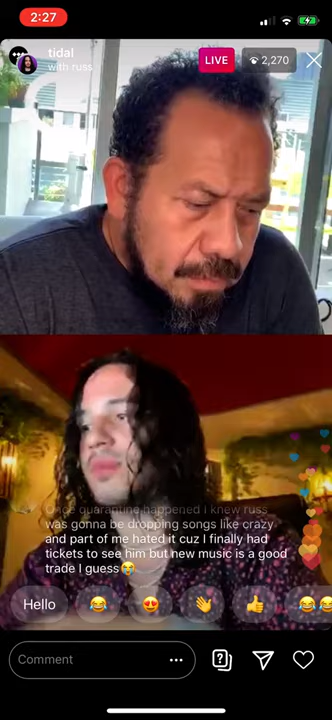 2:27
tidal
with russ
LIVE
2,270
Once quarantine happened I knew russ
was gonna be dropping songs like crazy
and part of me hated it cuz I finally had
tickets to see him but new music is a good
trade I guess😭
Hello
Comment